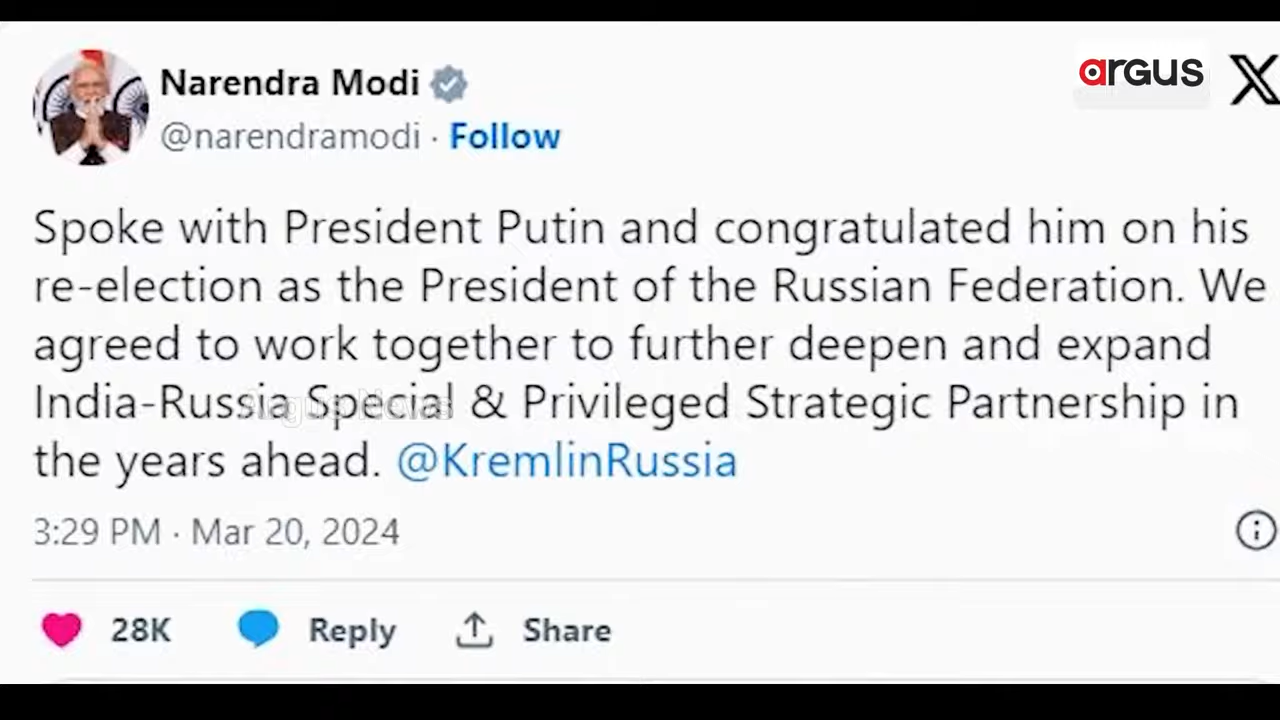 Narendra Modi
argus
X
@narendramodi · Follow
Spoke with President Putin and congratulated him on his
re-election as the President of the Russian Federation. We
agreed to work together to further deepen and expand
India-Russia Special & Privileged Strategic Partnership in
the years ahead. @KremlinRussia
Argus News
3:29 PM · Mar 20, 2024
28K Reply Share